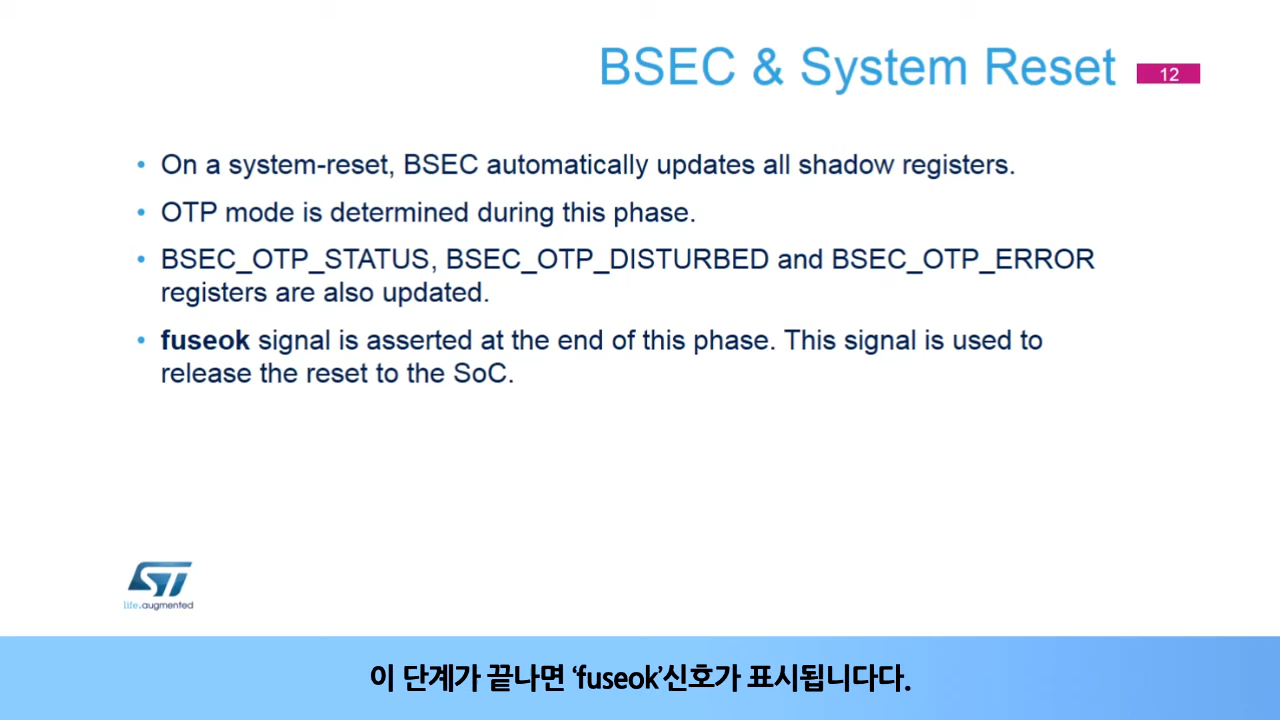 BSEC & System Reset
12
• On a system-reset, BSEC automatically updates all shadow registers.
• OTP mode is determined during this phase.
• BSEC_OTP_STATUS, BSEC_OTP_DISTURBED and BSEC_OTP_ERROR
registers are also updated.
• fuseok signal is asserted at the end of this phase. This signal is used to
release the reset to the SoC.
ST
life.augmented
이 단계가 끝나면 ‘fuseok’신호가 표시됩니다다.